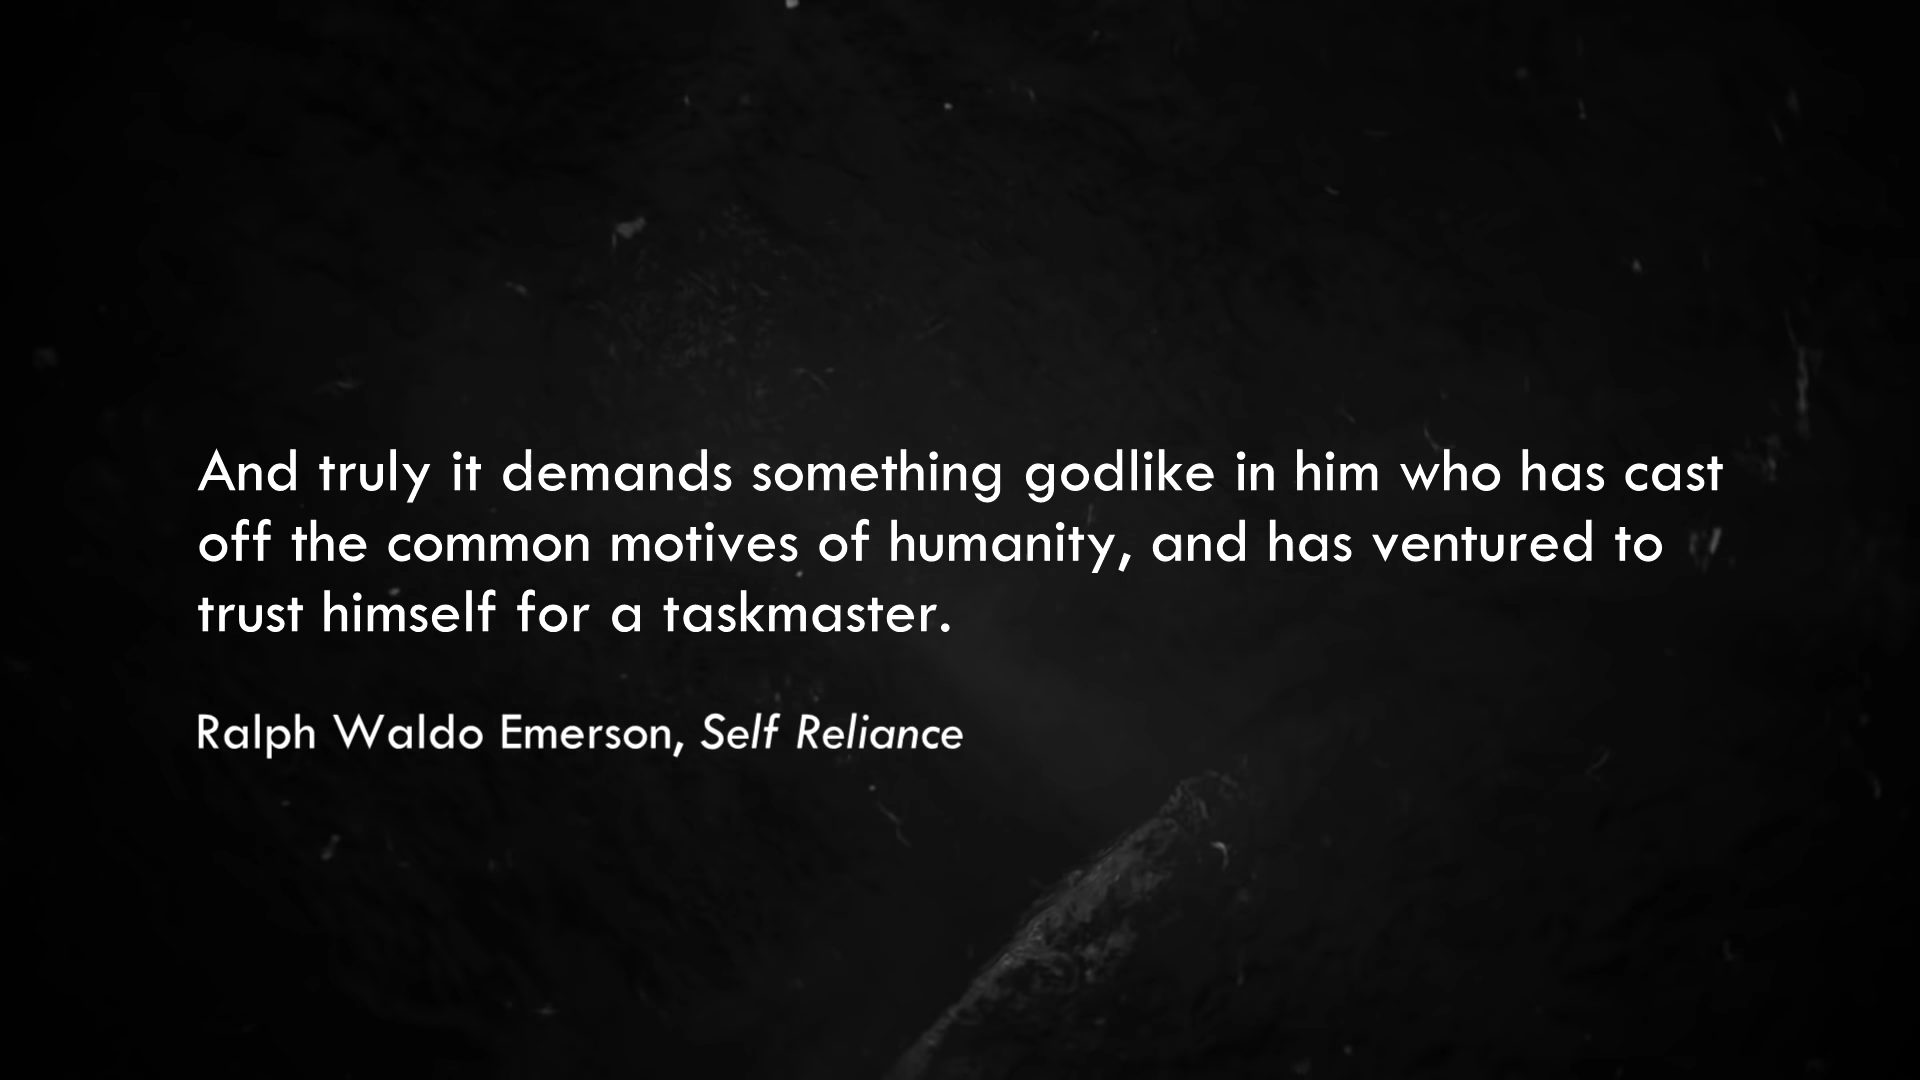 And truly it demands something godlike in him who has cast
off the common motives of humanity, and has ventured to
trust himself for a taskmaster.
Ralph Waldo Emerson, Self Reliance